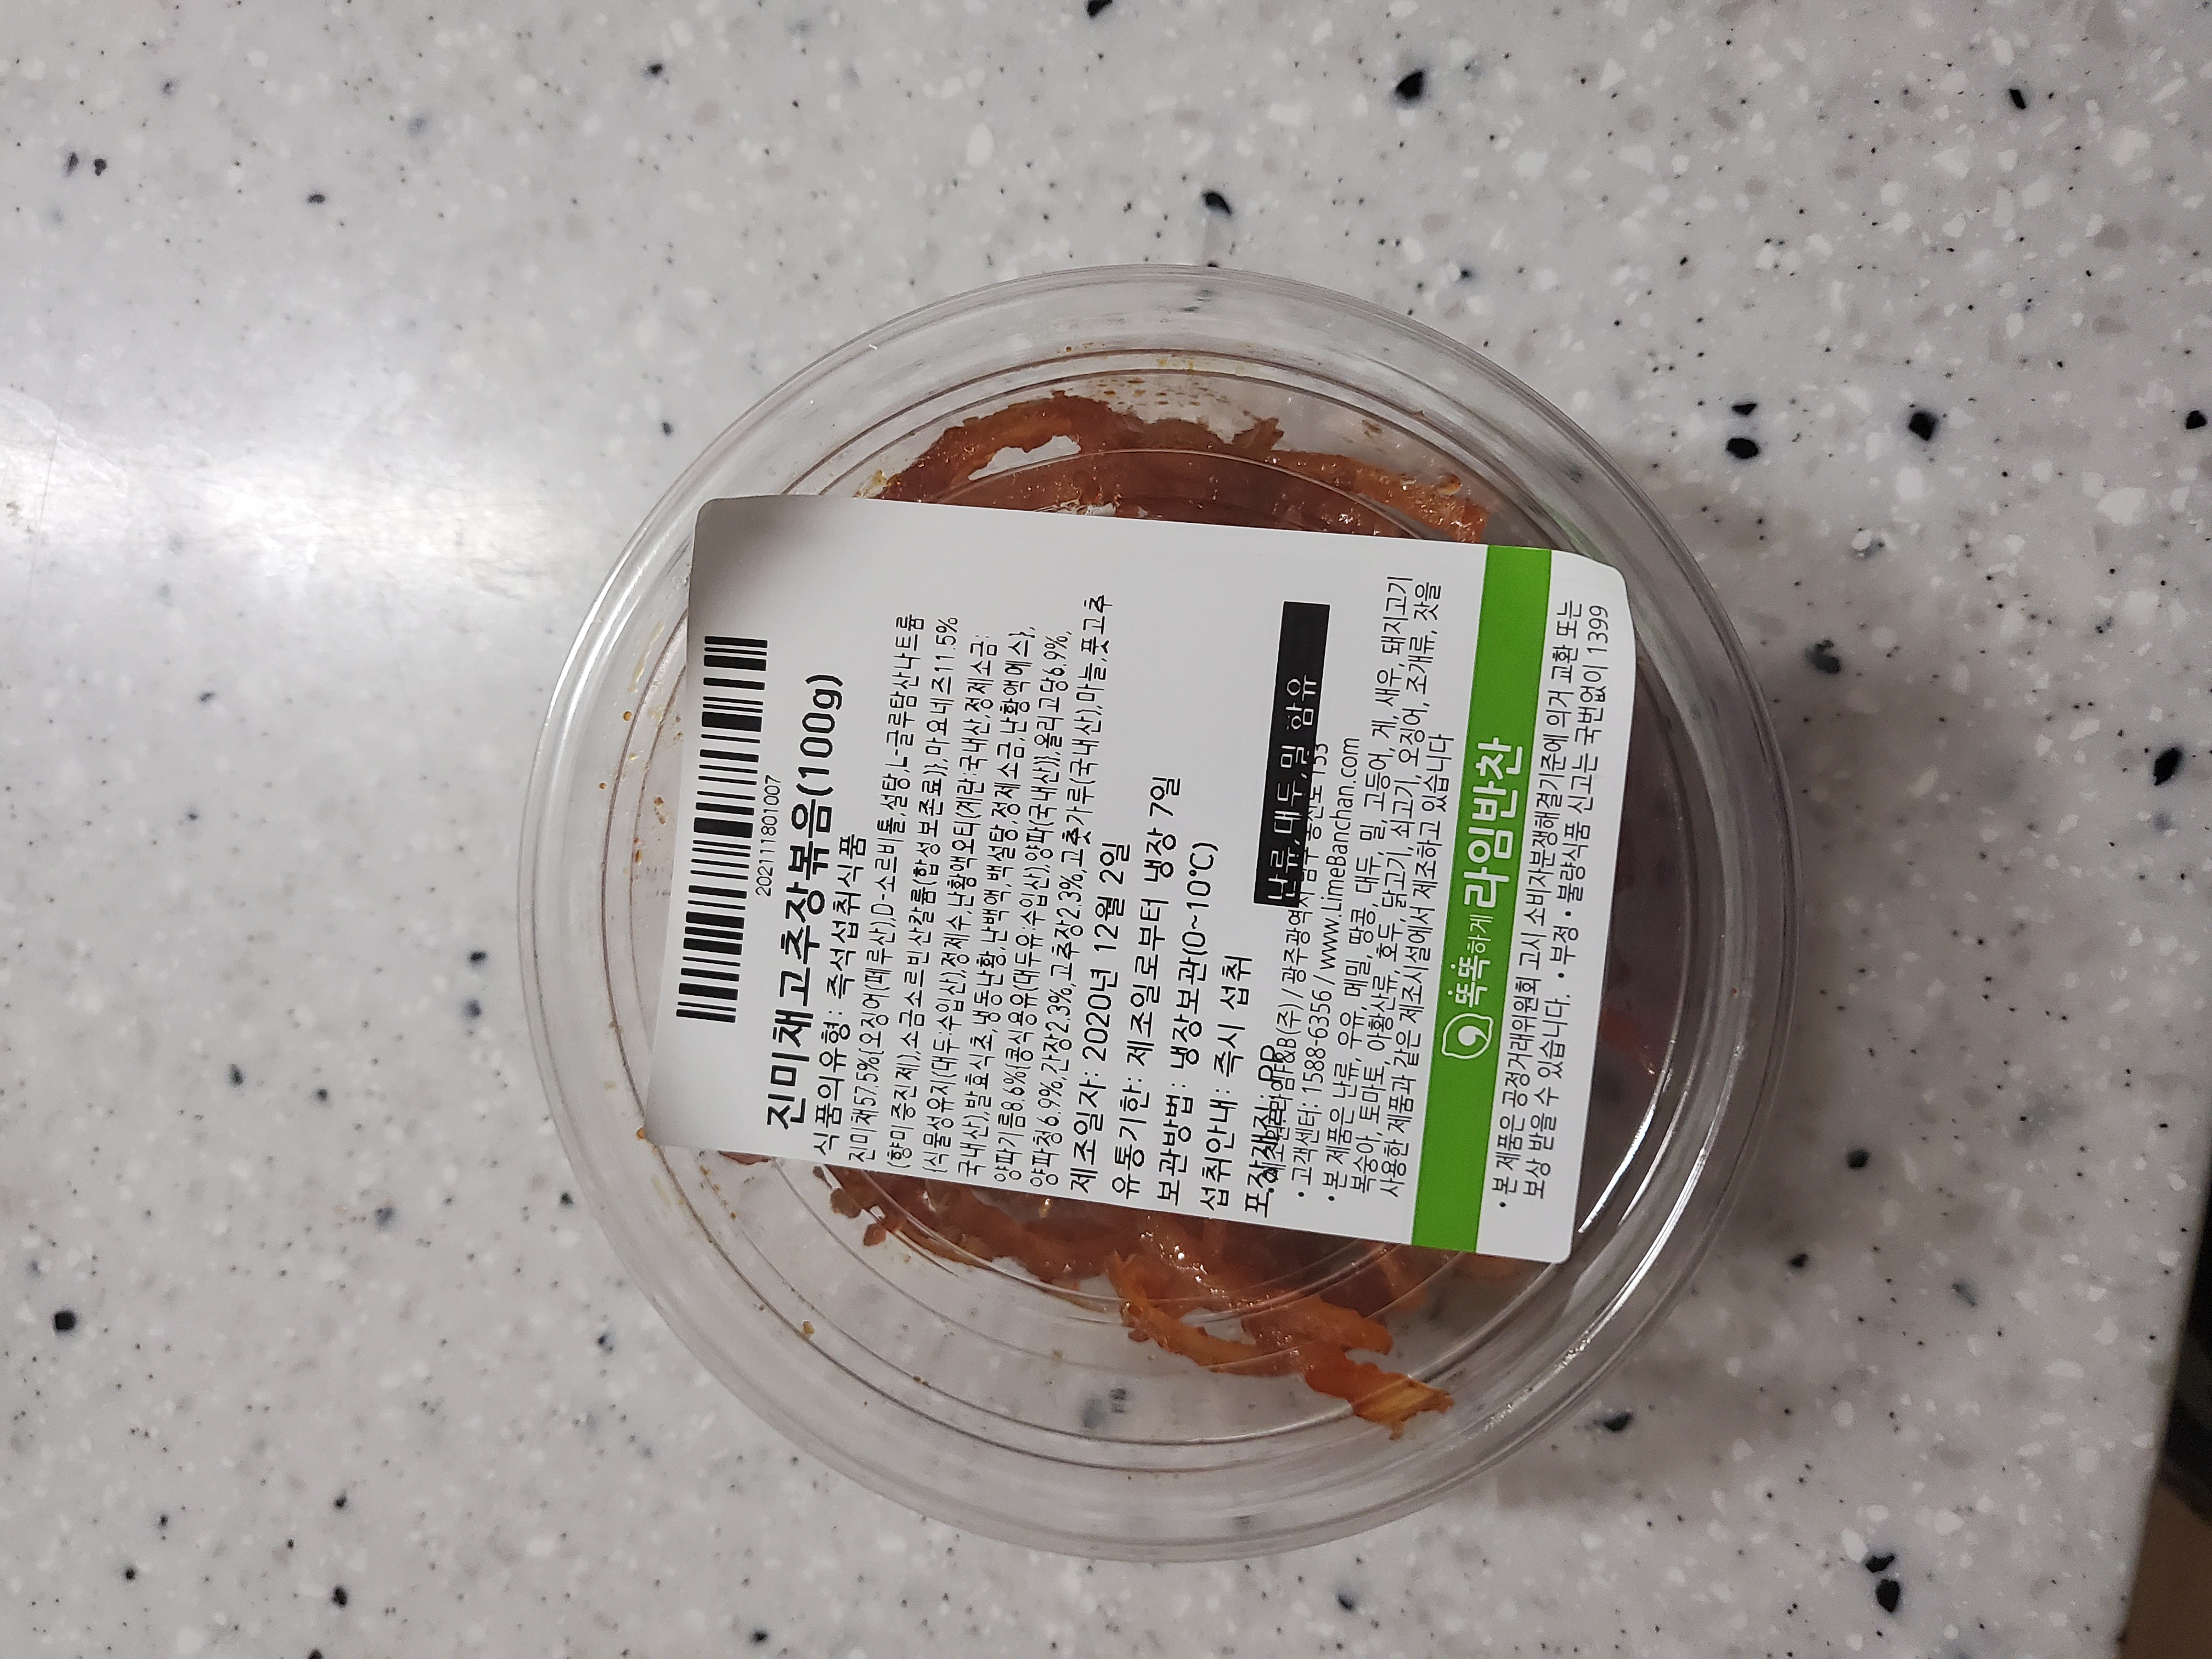 202111801007
진미채고추장볶음(100g)
식품의유형: 즉석섭취식품
진미채57.5%{오징어(페루산),D-소르비톨,설탕,L-글루탐산나트륨
(향미증진제),소금소르빈산칼륨(합성보존료)},마요네즈11.5%
(식물성유지(대두:수입산),정제수,난황액오티(계란:국내산,정제소금:
국내산),발효식초,냉동난황,난백액,백설탕,정제소금,난황액에스},
양파기름8.6%{콩식용유(대두유:수입산),양파(국내산)},올리고당6.9%,
양파청6.9%,간장2.3%,고추장2.3%,고춧가루(국내산),마늘,풋고추
제조일자: 2020년 12월 2일
유통기한: 제조일로부터 냉장 7일
보관방법: 냉장보관(0~10℃)
섭취안내: 즉시 섭취
포장재질: PP
난류,대두,밀 함유
F&B(주) / 광주광역시 153
• 고객센터: 1588-6356 / www.LimeBanchan.com
• 본 제품은 난류, 우유, 메밀, 땅콩, 대두, 밀, 고등어, 게, 새우, 돼지고기
복숭아, 토마토, 아황산류, 호두, 닭고기, 쇠고기, 오징어, 조개류, 잣을
사용한 제품과 같은 제조시설에서 제조하고 있습니다
똑똑하게 라임반찬
• 본 제품은 공정거래위원회 고시 소비자분쟁해결기준에 의거 교환 또는
보상 받을 수 있습니다. • 부정 • 불량식품 신고는 국번없이 1399